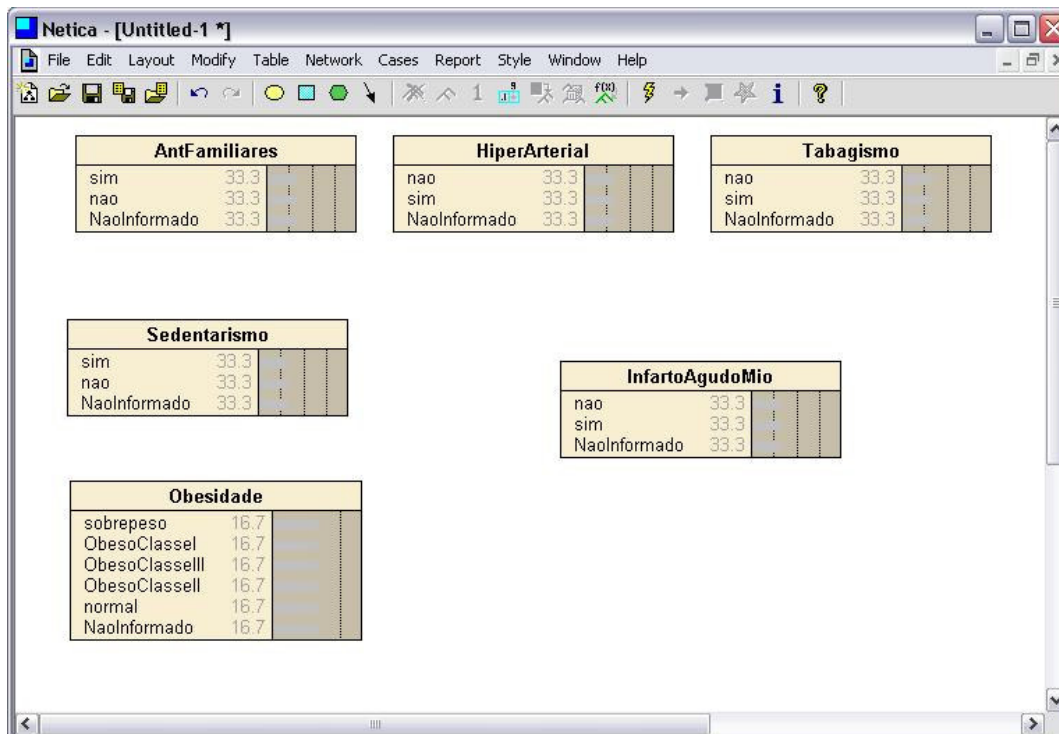 Netica - [Untitled-1 *]
File Edit Layout Modify Table Network Cases Report Style Window Help
AntFamiliares
sim 33.3
nao 33.3
NaoInformado 33.3
HiperArterial
nao 33.3
sim 33.3
NaoInformado 33.3
Tabagismo
nao 33.3
sim 33.3
NaoInformado 33.3
Sedentarismo
sim 33.3
nao 33.3
NaoInformado 33.3
InfartoAgudoMio
nao 33.3
sim 33.3
NaoInformado 33.3
Obesidade
sobrepeso 16.7
ObesoClasseI 16.7
ObesoClasseIII 16.7
ObesoClasseII 16.7
normal 16.7
NaoInformado 16.7